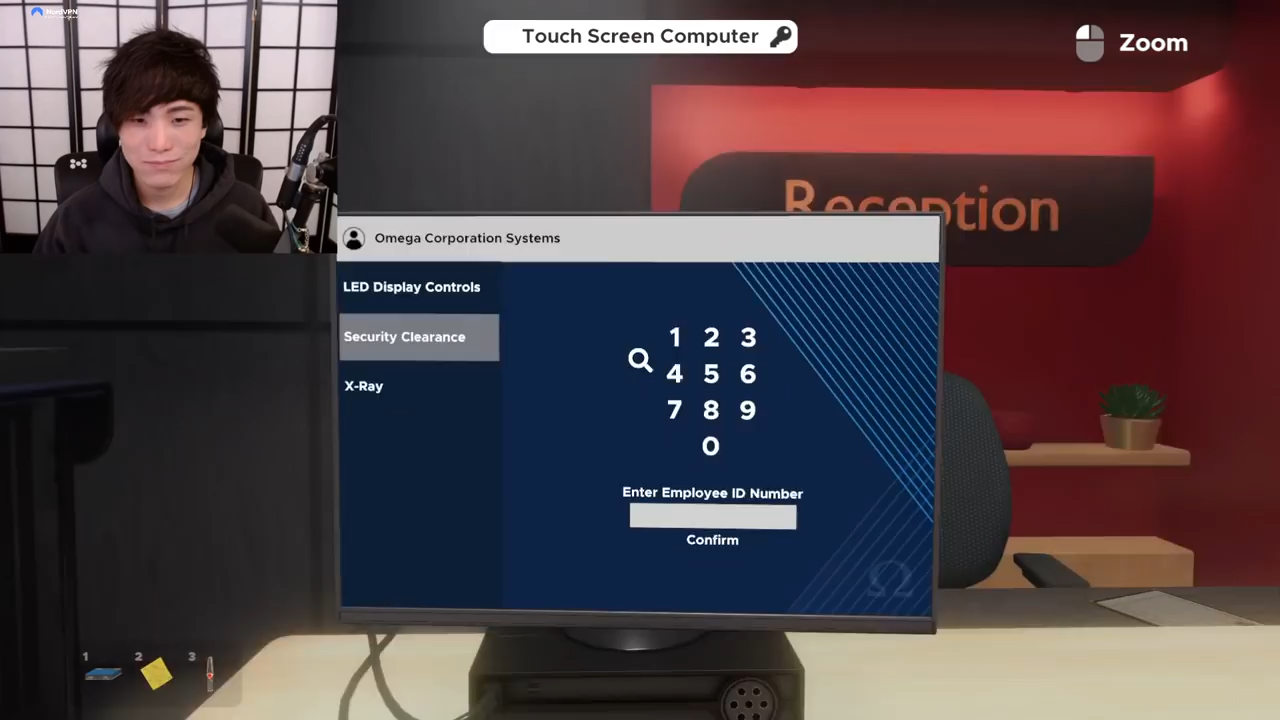 NordVPN
Touch Screen Computer
Zoom
Reception
Omega Corporation Systems
LED Display Controls
Security Clearance
X-Ray
1 2 3
4 5 6
7 8 9
0
Enter Employee ID Number
Confirm
Ω
1 2 3